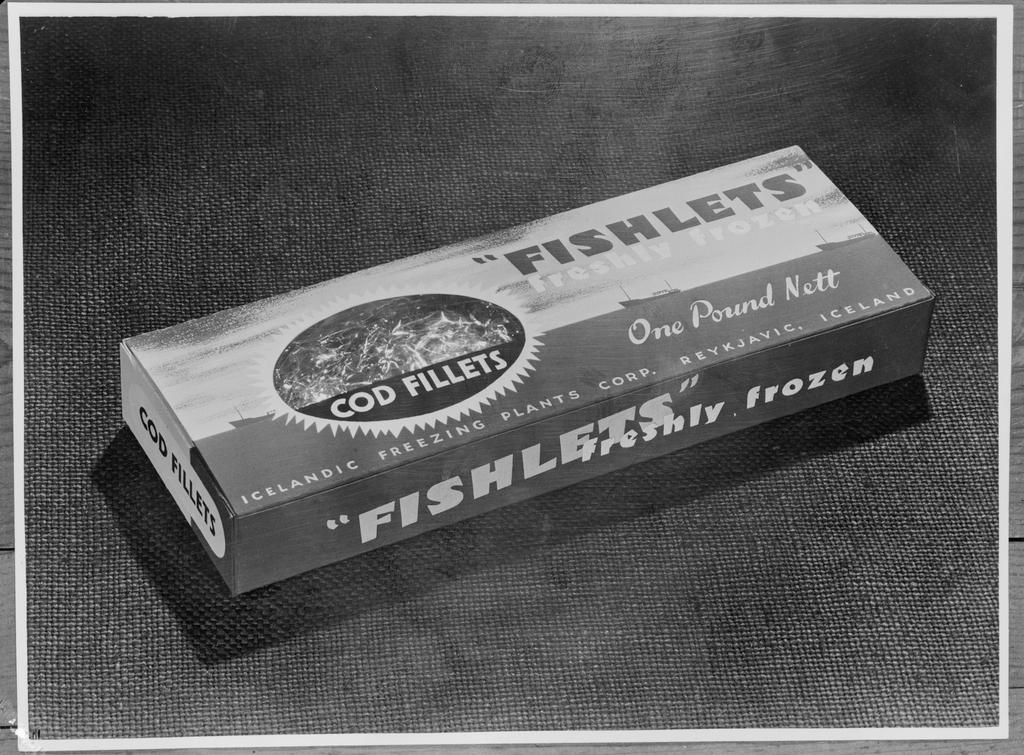 "FISHLETS"
freshly frozen
One Pound Nett
COD FILLETS
ICELANDIC FREEZING PLANTS CORP. REYKJAVIC, ICELAND
"FISHLETS"
freshly frozen
COD FILLETS